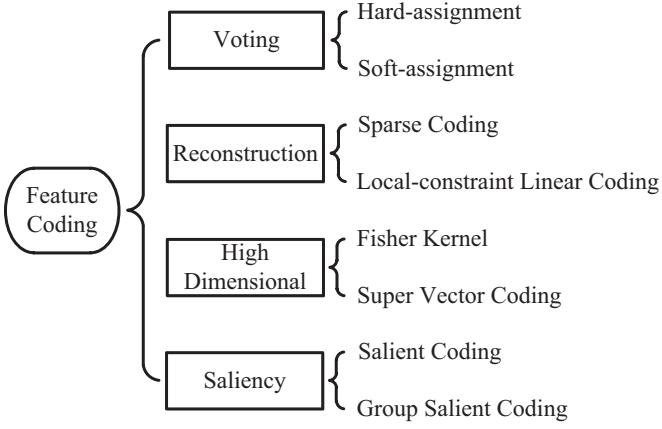 Feature
Coding
Voting
Hard-assignment
Soft-assignment
Reconstruction
Sparse Coding
Local-constraint Linear Coding
High
Dimensional
Fisher Kernel
Super Vector Coding
Saliency
Salient Coding
Group Salient Coding